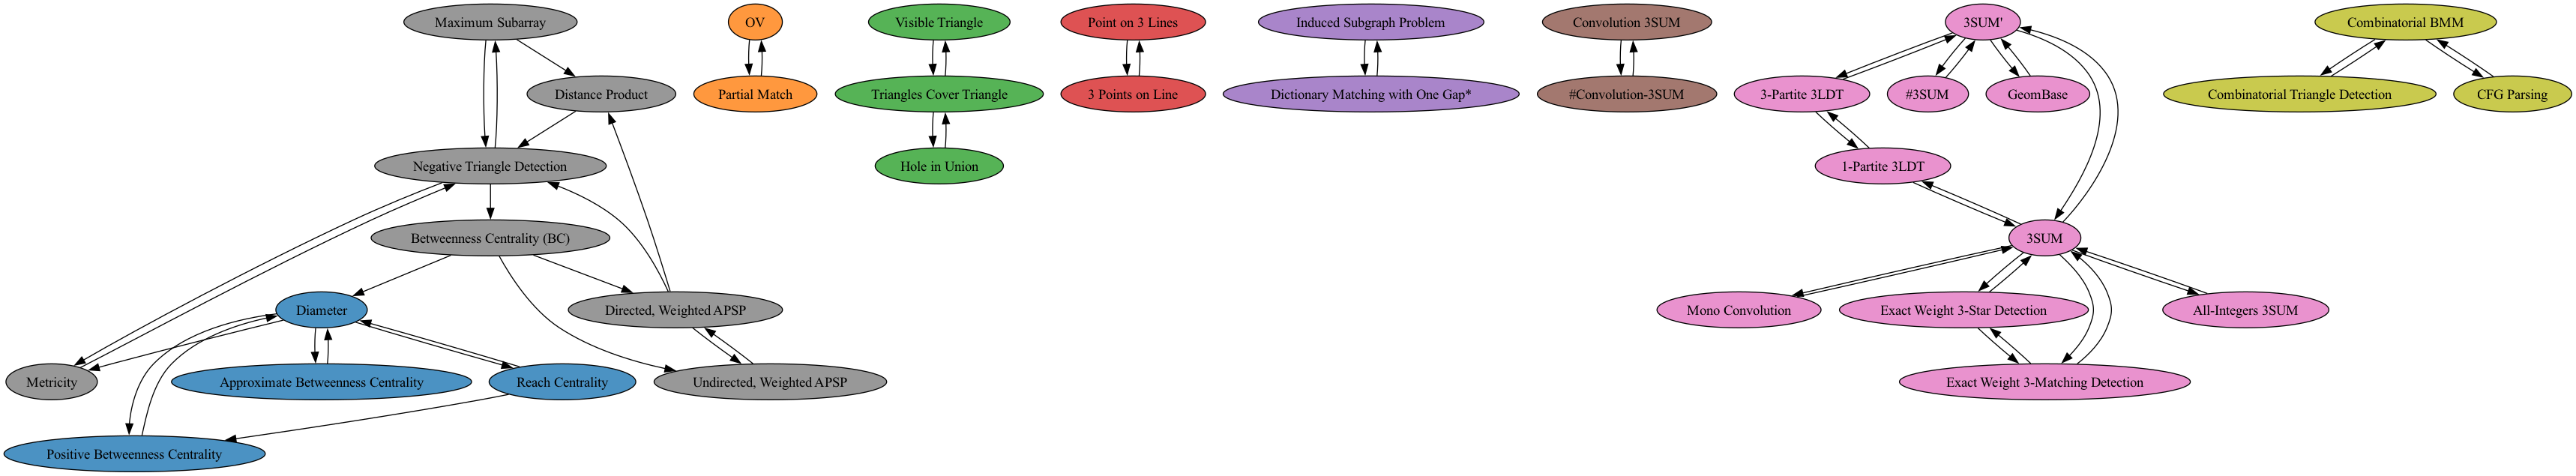 Maximum Subarray
OV
Visible Triangle
Point on 3 Lines
Induced Subgraph Problem
Convolution 3SUM
3SUM'
Combinatorial BMM
Distance Product
Partial Match
Triangles Cover Triangle
3 Points on Line
Dictionary Matching with One Gap*
#Convolution-3SUM
3-Partite 3LDT
#3SUM
GeomBase
Combinatorial Triangle Detection
CFG Parsing
Negative Triangle Detection
Hole in Union
1-Partite 3LDT
Betweenness Centrality (BC)
3SUM
Diameter
Directed, Weighted APSP
Mono Convolution
Exact Weight 3-Star Detection
All-Integers 3SUM
Metricity
Approximate Betweenness Centrality
Reach Centrality
Undirected, Weighted APSP
Exact Weight 3-Matching Detection
Positive Betweenness Centrality